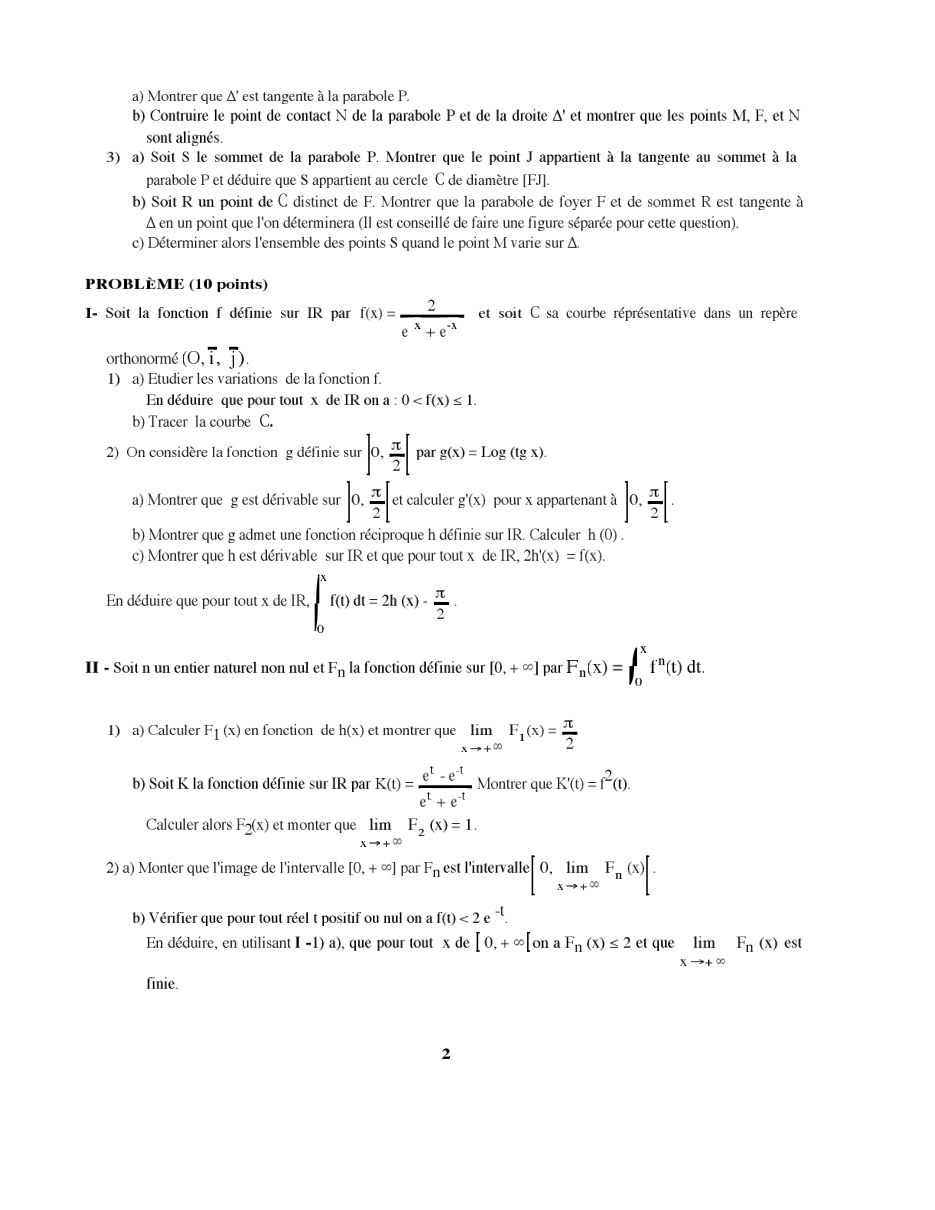 a) Montrer que Δ' est tangente à la parabole P.
b) Contruire le point de contact N de la parabole P et de la droite Δ' et montrer que les points M, F, et N
sont alignés.
3) a) Soit S le sommet de la parabole P. Montrer que le point J appartient à la tangente au sommet à la
parabole P et déduire que S appartient au cercle C de diamètre [FJ].
b) Soit R un point de C distinct de F. Montrer que la parabole de foyer F et de sommet R est tangente à
Δ en un point que l'on déterminera (Il est conseillé de faire une figure séparée pour cette question).
c) Déterminer alors l'ensemble des points S quand le point M varie sur Δ.
PROBLÈME (10 points)
I- Soit la fonction f définie sur IR par f(x) = 2 / (e^x + e^-x) et soit C sa courbe réprésentative dans un repère
orthonormé (O, i, j).
1) a) Etudier les variations de la fonction f.
En déduire que pour tout x de IR on a : 0 < f(x) ≤ 1.
b) Tracer la courbe C.
2) On considère la fonction g définie sur ]0, π/2[ par g(x) = Log (tg x).
a) Montrer que g est dérivable sur ]0, π/2[ et calculer g'(x) pour x appartenant à ]0, π/2[ .
b) Montrer que g admet une fonction réciproque h définie sur IR. Calculer h (0) .
c) Montrer que h est dérivable sur IR et que pour tout x de IR, 2h'(x) = f(x).
En déduire que pour tout x de IR, ∫_0^x f(t) dt = 2h (x) - π/2 .
II - Soit n un entier naturel non nul et F_n la fonction définie sur [0, + ∞] par F_n(x) = ∫_0^x f^n(t) dt.
1) a) Calculer F_1 (x) en fonction de h(x) et montrer que lim x→+∞ F_1(x) = π/2
b) Soit K la fonction définie sur IR par K(t) = (e^t - e^-t) / (e^t + e^-t) Montrer que K'(t) = f^2(t).
Calculer alors F_2(x) et monter que lim x→+∞ F_2 (x) = 1.
2) a) Monter que l'image de l'intervalle [0, + ∞] par F_n est l'intervalle [ 0, lim x→+∞ F_n (x)[ .
b) Vérifier que pour tout réel t positif ou nul on a f(t) < 2 e^-t.
En déduire, en utilisant I -1) a), que pour tout x de [ 0, + ∞[ on a F_n (x) ≤ 2 et que lim x→+∞ F_n (x) est
finie.
2